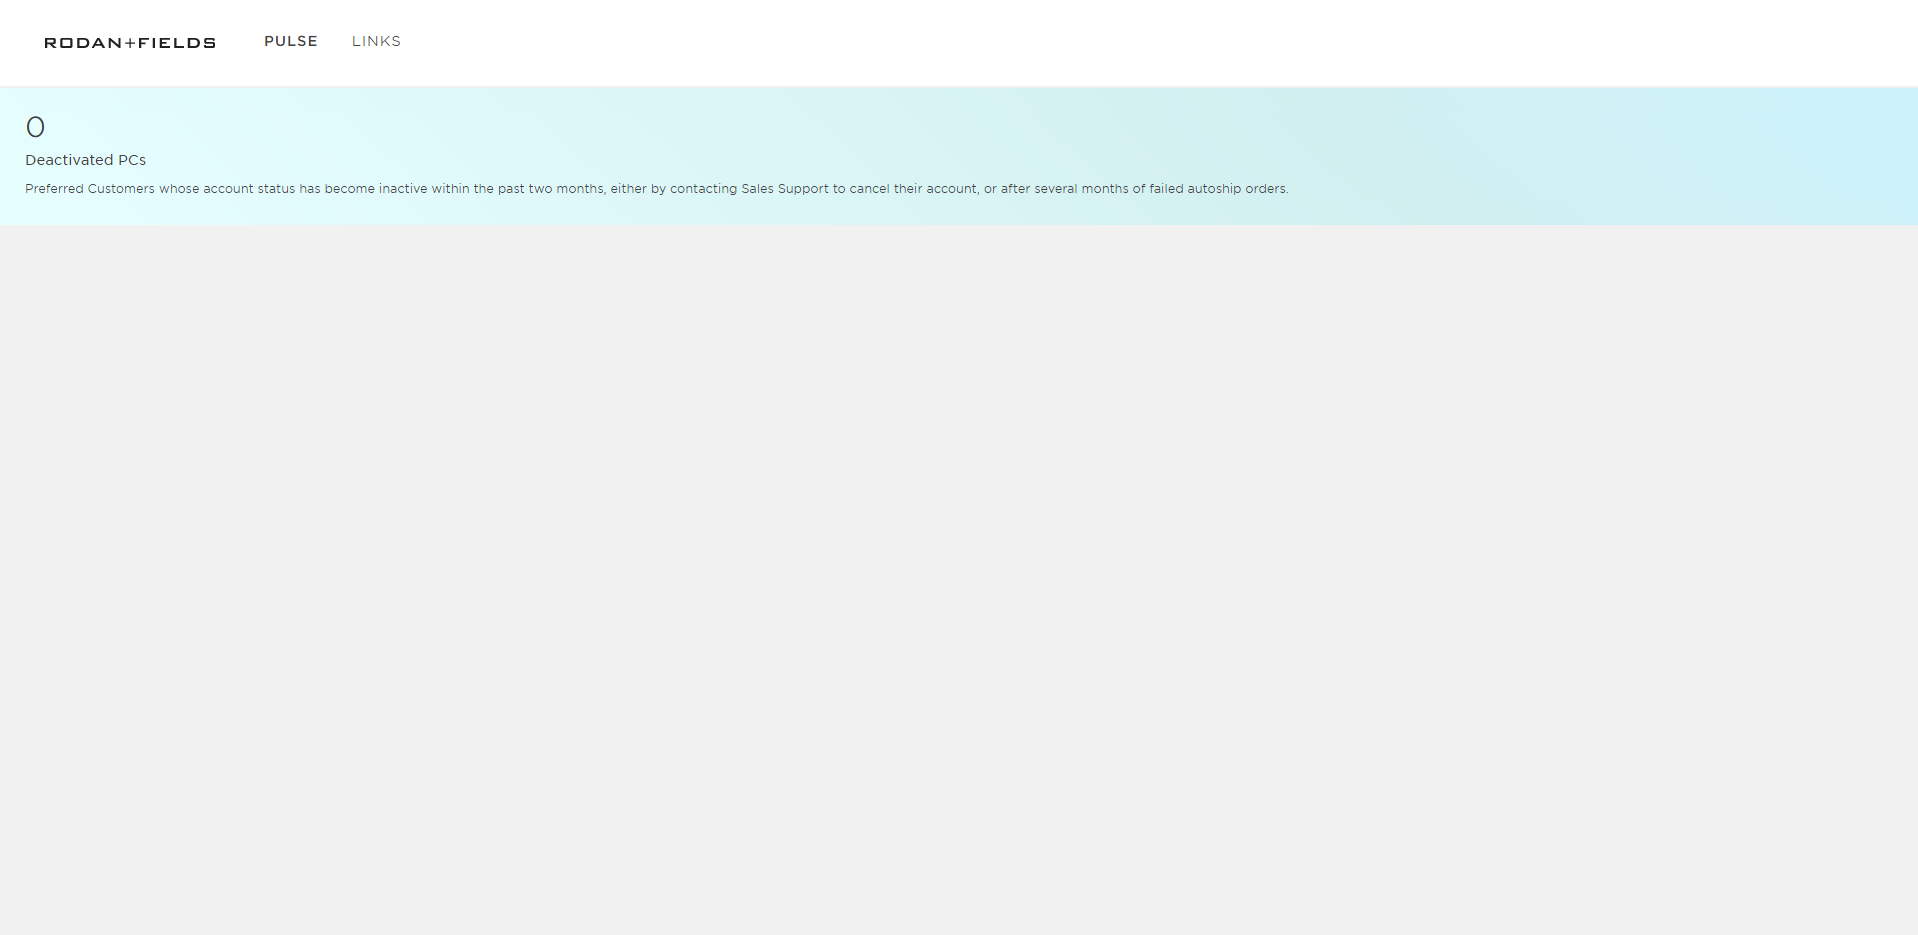 RODAN+FIELDS PULSE LINKS
0
Deactivated PCs
Preferred Customers whose account status has become inactive within the past two months, either by contacting Sales Support to cancel their account, or after several months of failed autoship orders.